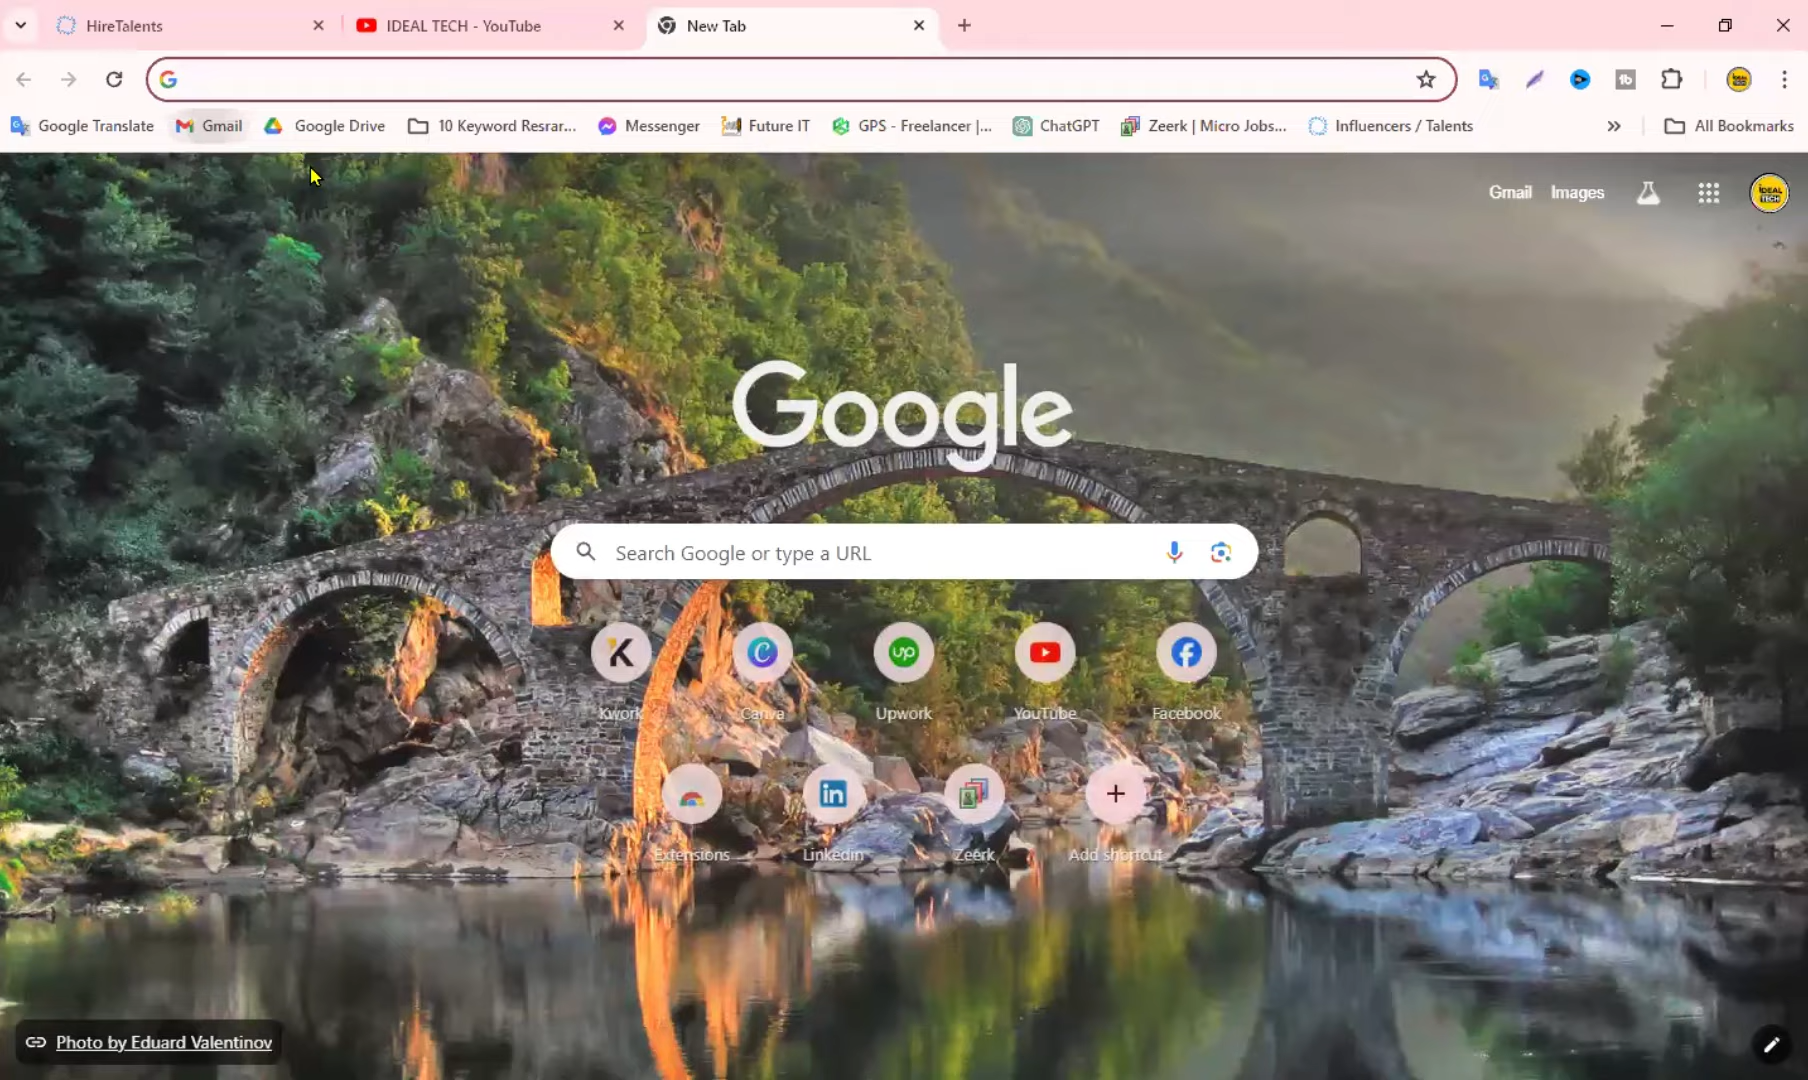 HireTalents
IDEAL TECH - YouTube
New Tab
Google Translate
Gmail
Google Drive
10 Keyword Resrar...
Messenger
Future IT
GPS - Freelancer |...
ChatGPT
Zeerk | Micro Jobs...
Influencers / Talents
All Bookmarks
Gmail
Images
IDEAL TECH
Google
Search Google or type a URL
Kwork
Canva
Upwork
YouTube
Facebook
Extensions
Linkedin
Zeerk
Add shortcut
Photo by Eduard Valentinov